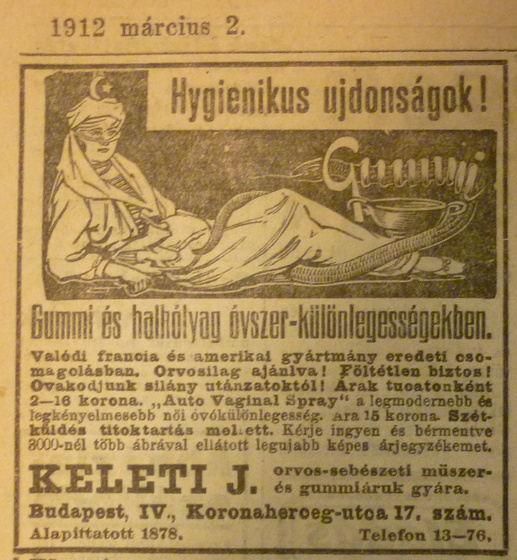 1912 március 2.
Hygienikus ujdonságok!
Gummi
Gummi és halhólyag óvszer-különlegességekben.
Valódi francia és amerikai gyártmány eredeti cso-
magolásban. Orvosilag ajánlva! Föltétlen biztos!
Ovakodjunk silány utánzatoktól! Árak tucatonként
2—16 korona. „Auto Vaginal Spray" a legmodernebb és
legkényelmesebb női óvókülönlegesség. Ára 15 korona. Szét-
küldés titoktartás mellett. Kérje ingyen és bérmentve
3000-nél több ábrával ellátott legujabb képes árjegyzékemet.
KELETI J. orvos-sebészeti műszer-
és gummiáruk gyára.
Budapest, IV., Koronaherceg-utca 17. szám.
Alapittatott 1878. Telefon 13—76.